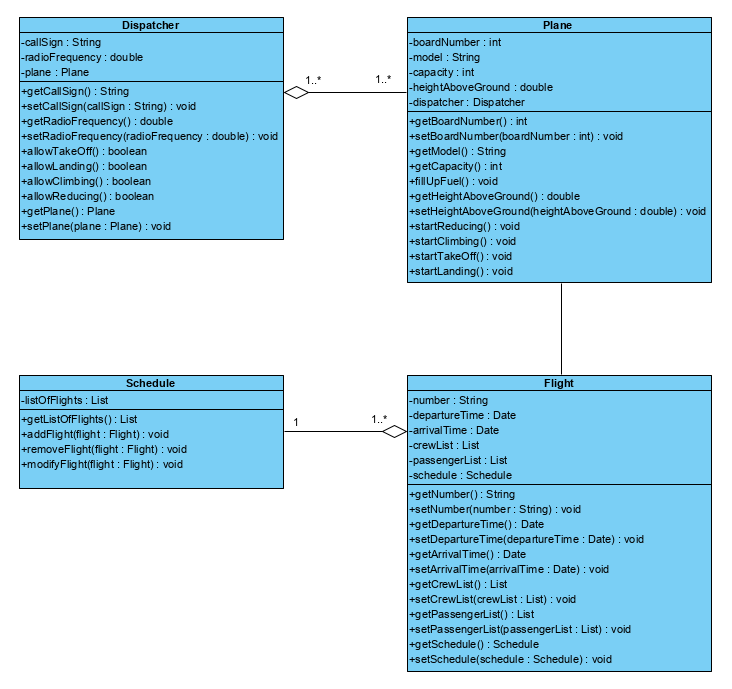 Dispatcher
-callSign : String
-radioFrequency : double
-plane : Plane
+getCallSign() : String
+setCallSign(callSign : String) : void
+getRadioFrequency() : double
+setRadioFrequency(radioFrequency : double) : void
+allowTakeOff() : boolean
+allowLanding() : boolean
+allowClimbing() : boolean
+allowReducing() : boolean
+getPlane() : Plane
+setPlane(plane : Plane) : void
1..*
1..*
Plane
-boardNumber : int
-model : String
-capacity : int
-heightAboveGround : double
-dispatcher : Dispatcher
+getBoardNumber() : int
+setBoardNumber(boardNumber : int) : void
+getModel() : String
+getCapacity() : int
+fillUpFuel() : void
+getHeightAboveGround() : double
+setHeightAboveGround(heightAboveGround : double) : void
+startReducing() : void
+startClimbing() : void
+startTakeOff() : void
+startLanding() : void
Schedule
-listOfFlights : List
+getListOfFlights() : List
+addFlight(flight : Flight) : void
+removeFlight(flight : Flight) : void
+modifyFlight(flight : Flight) : void
1
1..*
Flight
-number : String
-departureTime : Date
-arrivalTime : Date
-crewList : List
-passengerList : List
-schedule : Schedule
+getNumber() : String
+setNumber(number : String) : void
+getDepartureTime() : Date
+setDepartureTime(departureTime : Date) : void
+getArrivalTime() : Date
+setArrivalTime(arrivalTime : Date) : void
+getCrewList() : List
+setCrewList(crewList : List) : void
+getPassengerList() : List
+setPassengerList(passengerList : List) : void
+getSchedule() : Schedule
+setSchedule(schedule : Schedule) : void